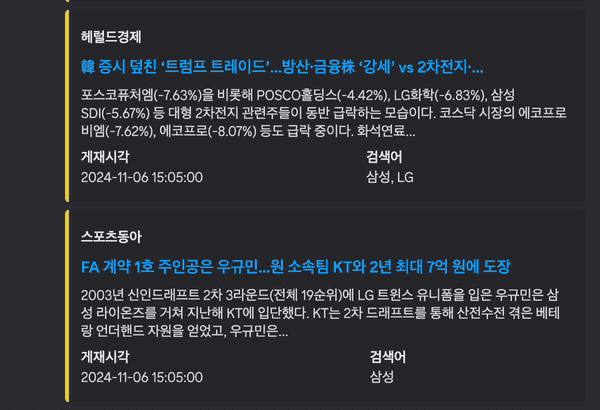 헤럴드경제
韓 증시 덮친 ‘트럼프 트레이드’…방산·금융株 ‘강세’ vs 2차전지·...
포스코퓨처엠(-7.63%)을 비롯해 POSCO홀딩스(-4.42%), LG화학(-6.83%), 삼성
SDI(-5.67%) 등 대형 2차전지 관련주들이 동반 급락하는 모습이다. 코스닥 시장의 에코프로
비엠(-7.62%), 에코프로(-8.07%) 등도 급락 중이다. 화석연료...
게재시각 검색어
2024-11-06 15:05:00 삼성, LG
스포츠동아
FA 계약 1호 주인공은 우규민…원 소속팀 KT와 2년 최대 7억 원에 도장
2003년 신인드래프트 2차 3라운드(전체 19순위)에 LG 트윈스 유니폼을 입은 우규민은 삼
성 라이온즈를 거쳐 지난해 KT에 입단했다. KT는 2차 드래프트를 통해 산전수전 겪은 베테
랑 언더핸드 자원을 얻었고, 우규민은...
게재시각 검색어
2024-11-06 15:05:00 삼성